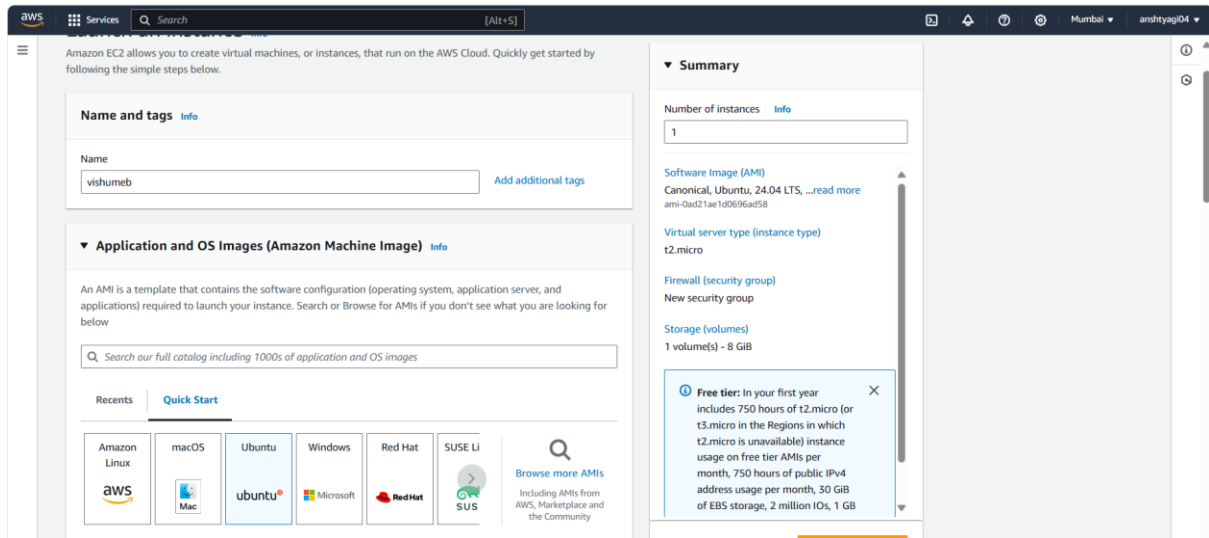 aws
Services
Search
[Alt+S]
Mumbai
anshtyagi04
Launch an instance Info
Amazon EC2 allows you to create virtual machines, or instances, that run on the AWS Cloud. Quickly get started by
following the simple steps below.
Name and tags Info
Name
vishumeb
Add additional tags
Application and OS Images (Amazon Machine Image) Info
An AMI is a template that contains the software configuration (operating system, application server, and
applications) required to launch your instance. Search or Browse for AMIs if you don't see what you are looking for
below
Search our full catalog including 1000s of application and OS images
Recents
Quick Start
Amazon
Linux
aws
macOS
Mac
Ubuntu
ubuntu
Windows
Microsoft
Red Hat
Red Hat
SUSE Li
SUS
Browse more AMIs
Including AMIs from
AWS, Marketplace and
the Community
Summary
Number of instances Info
1
Software Image (AMI)
Canonical, Ubuntu, 24.04 LTS, ...read more
ami-0ad21ae1d0696ad58
Virtual server type (instance type)
t2.micro
Firewall (security group)
New security group
Storage (volumes)
1 volume(s) - 8 GiB
Free tier: In your first year
includes 750 hours of t2.micro (or
t3.micro in the Regions in which
t2.micro is unavailable) instance
usage on free tier AMIs per
month, 750 hours of public IPv4
address usage per month, 30 GiB
of EBS storage, 2 million IOs, 1 GB